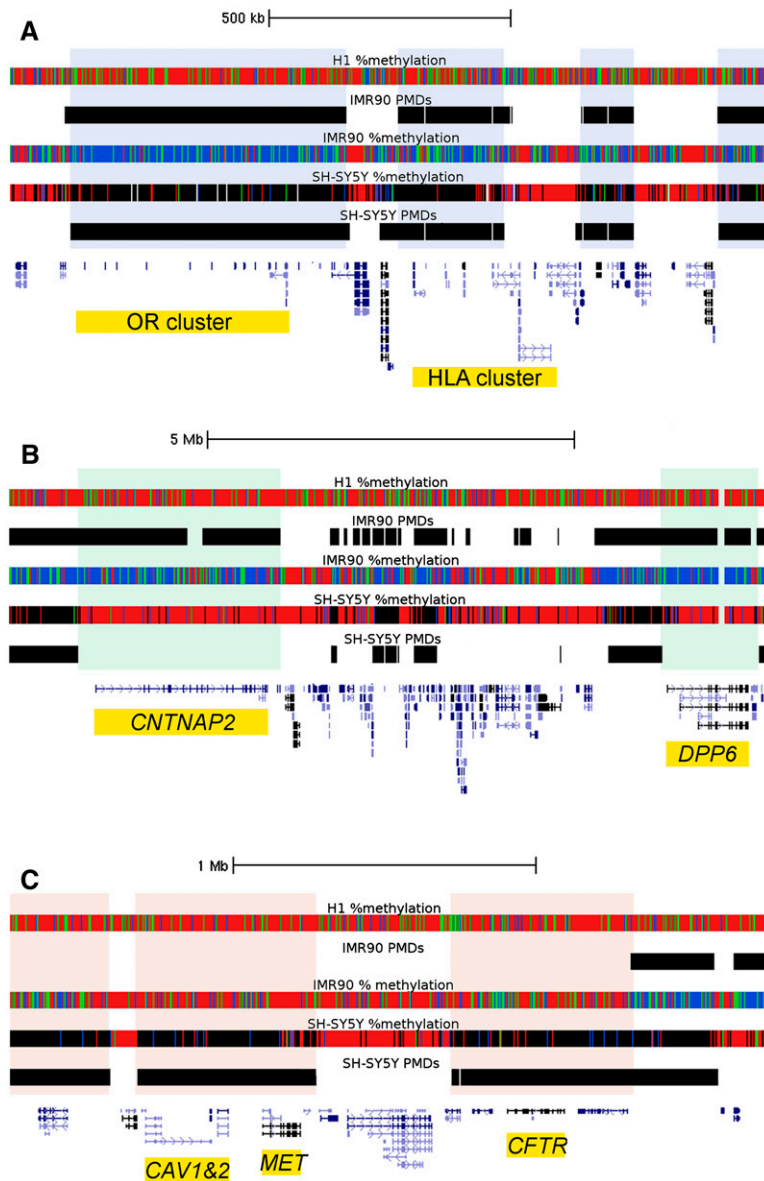 A
500 kb
H1 %methylation
IMR90 PMDs
IMR90 %methylation
SH-SY5Y %methylation
SH-SY5Y PMDs
OR cluster
HLA cluster
B
5 Mb
H1 %methylation
IMR90 PMDs
IMR90 %methylation
SH-SY5Y %methylation
SH-SY5Y PMDs
CNTNAP2
DPP6
C
1 Mb
H1 %methylation
IMR90 PMDs
IMR90 % methylation
SH-SY5Y %methylation
SH-SY5Y PMDs
CAV1&2
MET
CFTR